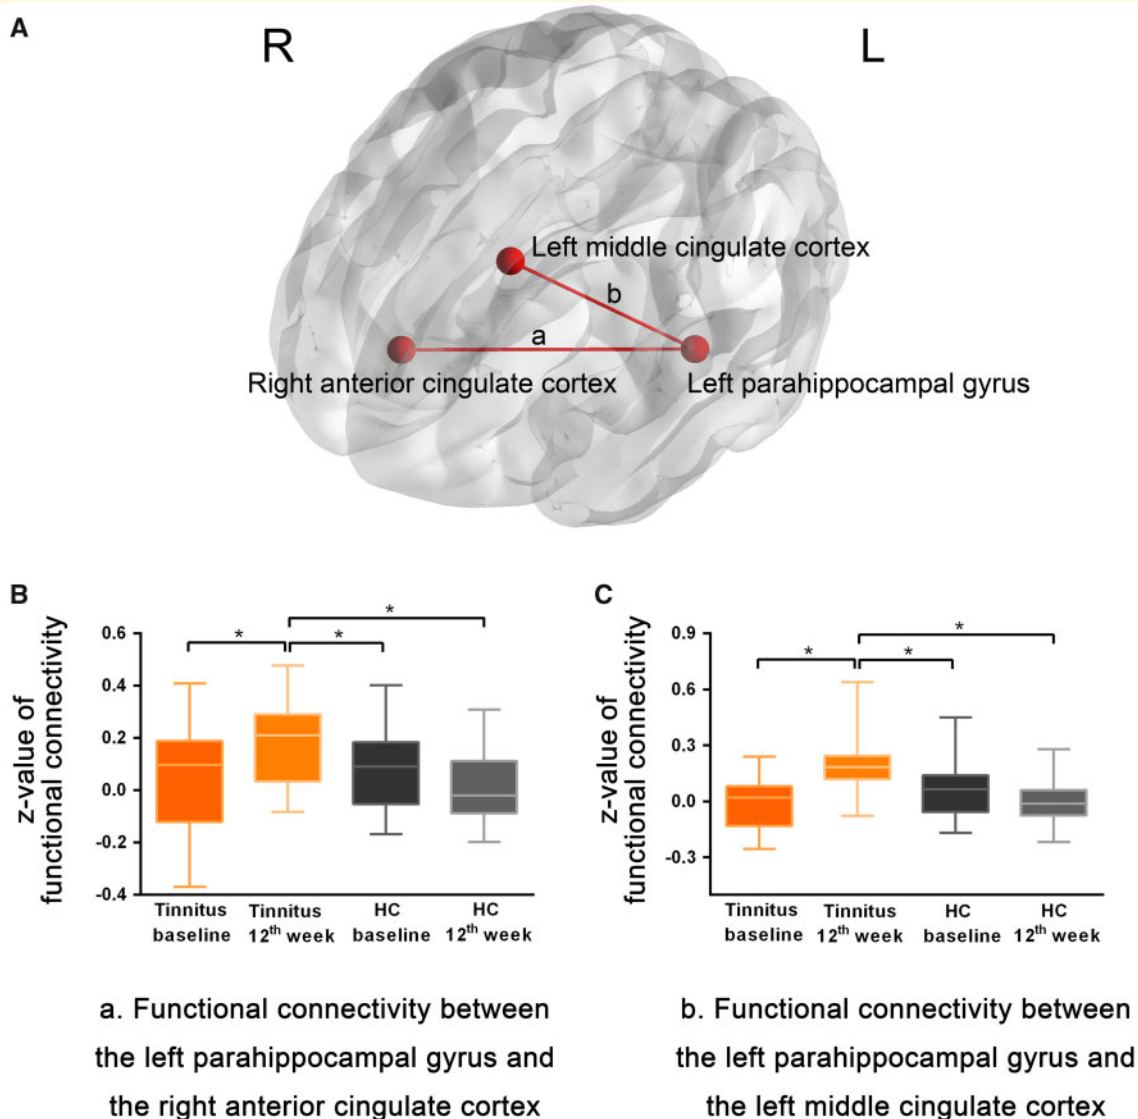 A
R
L
Left middle cingulate cortex
b
a
Right anterior cingulate cortex
Left parahippocampal gyrus
B
z-value of
functional connectivity
0.6
0.4
0.2
0.0
-0.2
-0.4
*
*
*
Tinnitus
baseline
Tinnitus
12th week
HC
baseline
HC
12th week
a. Functional connectivity between
the left parahippocampal gyrus and
the right anterior cingulate cortex
C
z-value of
functional connectivity
0.9
0.6
0.3
0.0
-0.3
*
*
*
Tinnitus
baseline
Tinnitus
12th week
HC
baseline
HC
12th week
b. Functional connectivity between
the left parahippocampal gyrus and
the left middle cingulate cortex